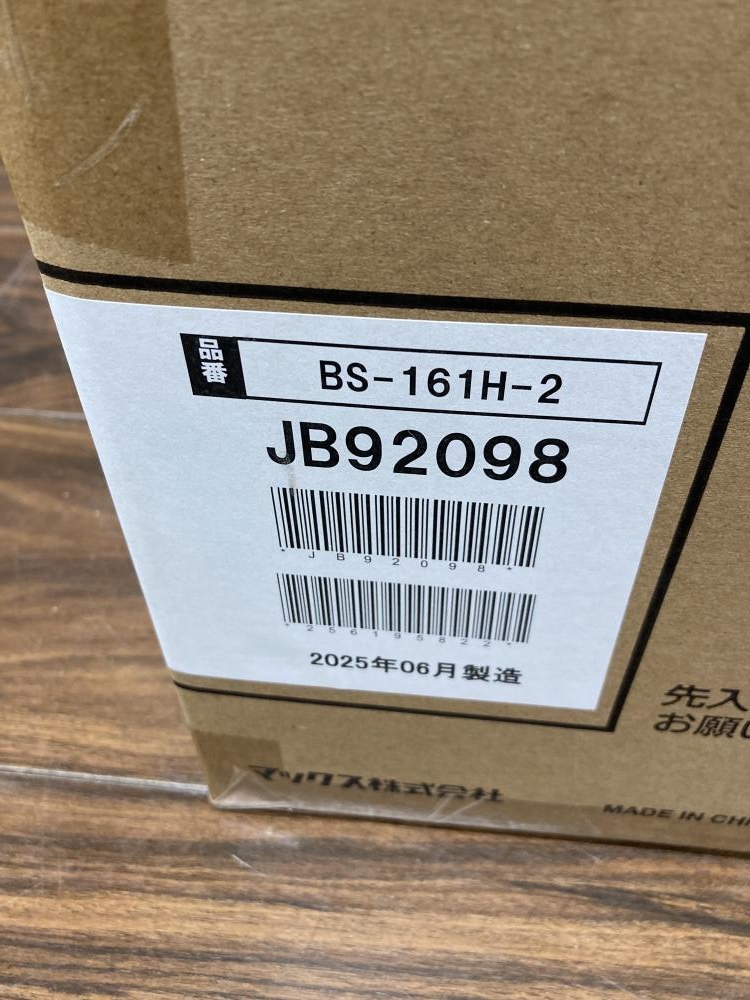 品番
BS-161H-2
JB92098
*JB92098*
*256195822*
2025年06月製造
先入
お願い
マックス株式会社
MADE IN CHI